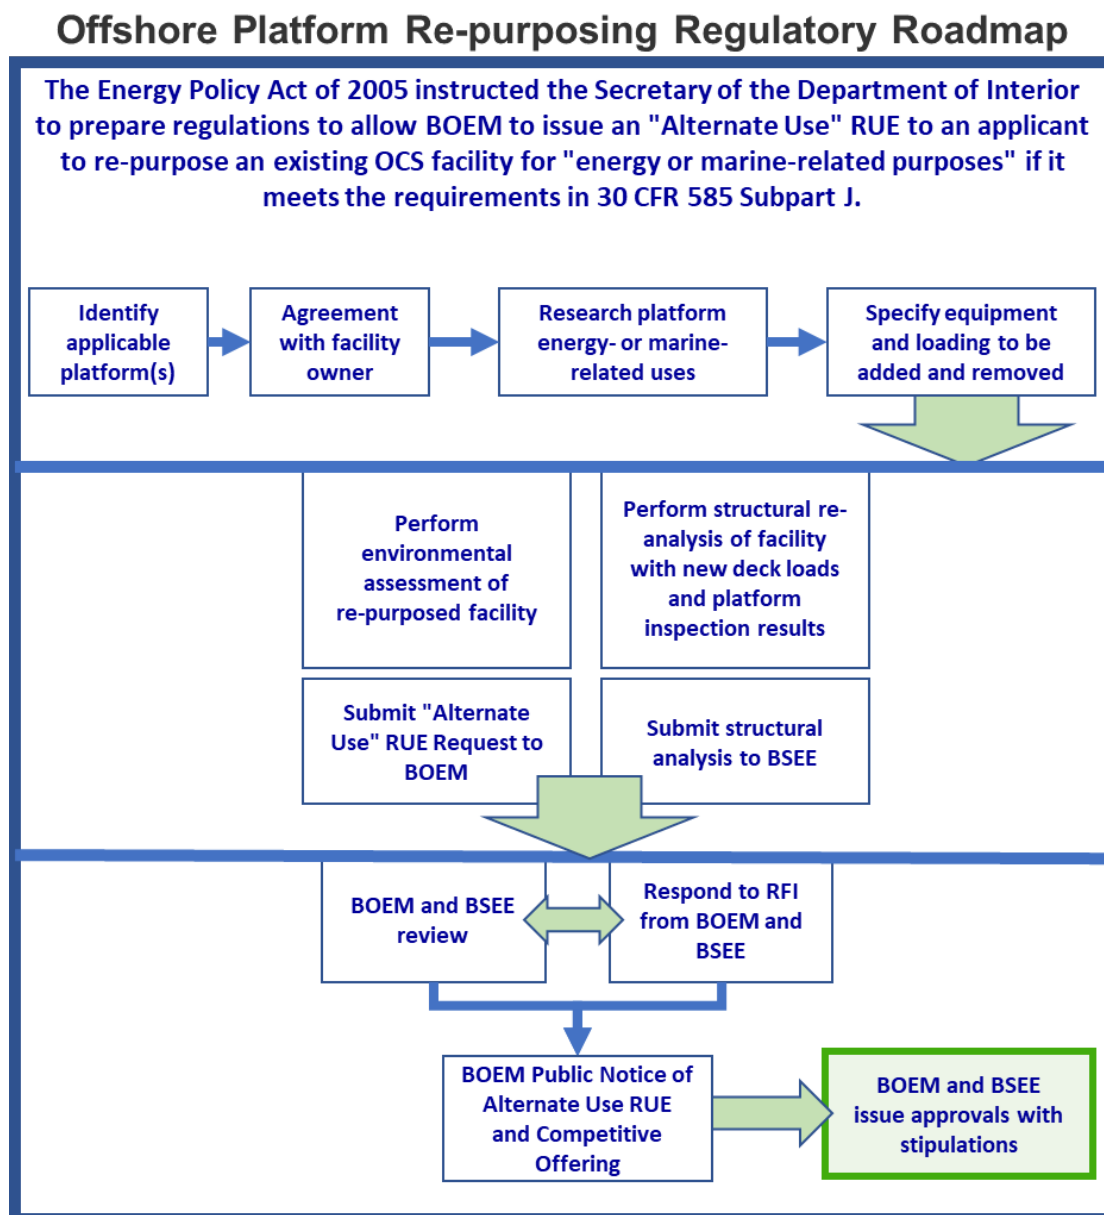 Offshore Platform Re-purposing Regulatory Roadmap
The Energy Policy Act of 2005 instructed the Secretary of the Department of Interior
to prepare regulations to allow BOEM to issue an "Alternate Use" RUE to an applicant
to re-purpose an existing OCS facility for "energy or marine-related purposes" if it
meets the requirements in 30 CFR 585 Subpart J.
Identify
applicable
platform(s)
Agreement
with facility
owner
Research platform
energy- or marine-
related uses
Specify equipment
and loading to be
added and removed
Perform
environmental
assessment of
re-purposed facility
Perform structural re-
analysis of facility
with new deck loads
and platform
inspection results
Submit "Alternate
Use" RUE Request to
BOEM
Submit structural
analysis to BSEE
BOEM and BSEE
review
Respond to RFI
from BOEM and
BSEE
BOEM Public Notice of
Alternate Use RUE
and Competitive
Offering
BOEM and BSEE
issue approvals with
stipulations